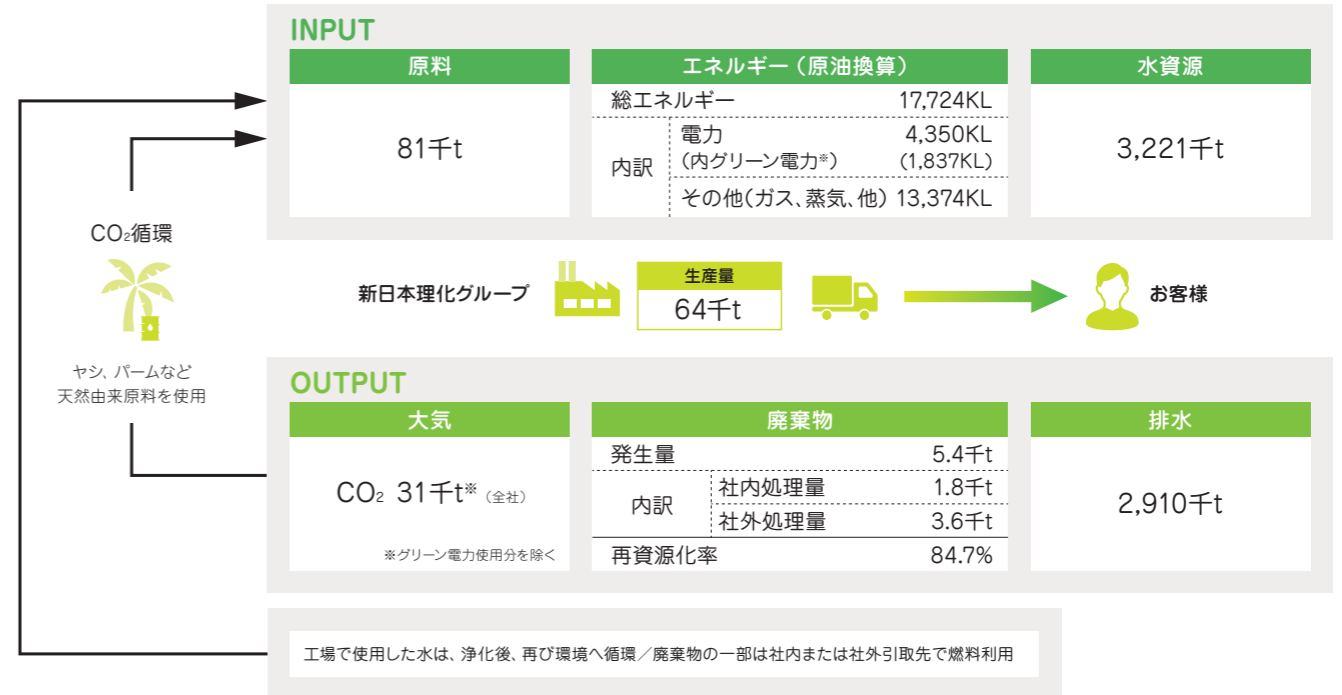 INPUT
原料
81千t
エネルギー（原油換算）
総エネルギー 17,724KL
内訳
電力 4,350KL
（内グリーン電力※） (1,837KL)
その他（ガス、蒸気、他） 13,374KL
水資源
3,221千t
CO₂循環
ヤシ、パームなど
天然由来原料を使用
新日本理化グループ
生産量
64千t
お客様
OUTPUT
大気
CO₂ 31千t※（全社）
※グリーン電力使用分を除く
廃棄物
発生量 5.4千t
内訳
社内処理量 1.8千t
社外処理量 3.6千t
再資源化率 84.7%
排水
2,910千t
工場で使用した水は、浄化後、再び環境へ循環／廃棄物の一部は社内または社外引取先で燃料利用